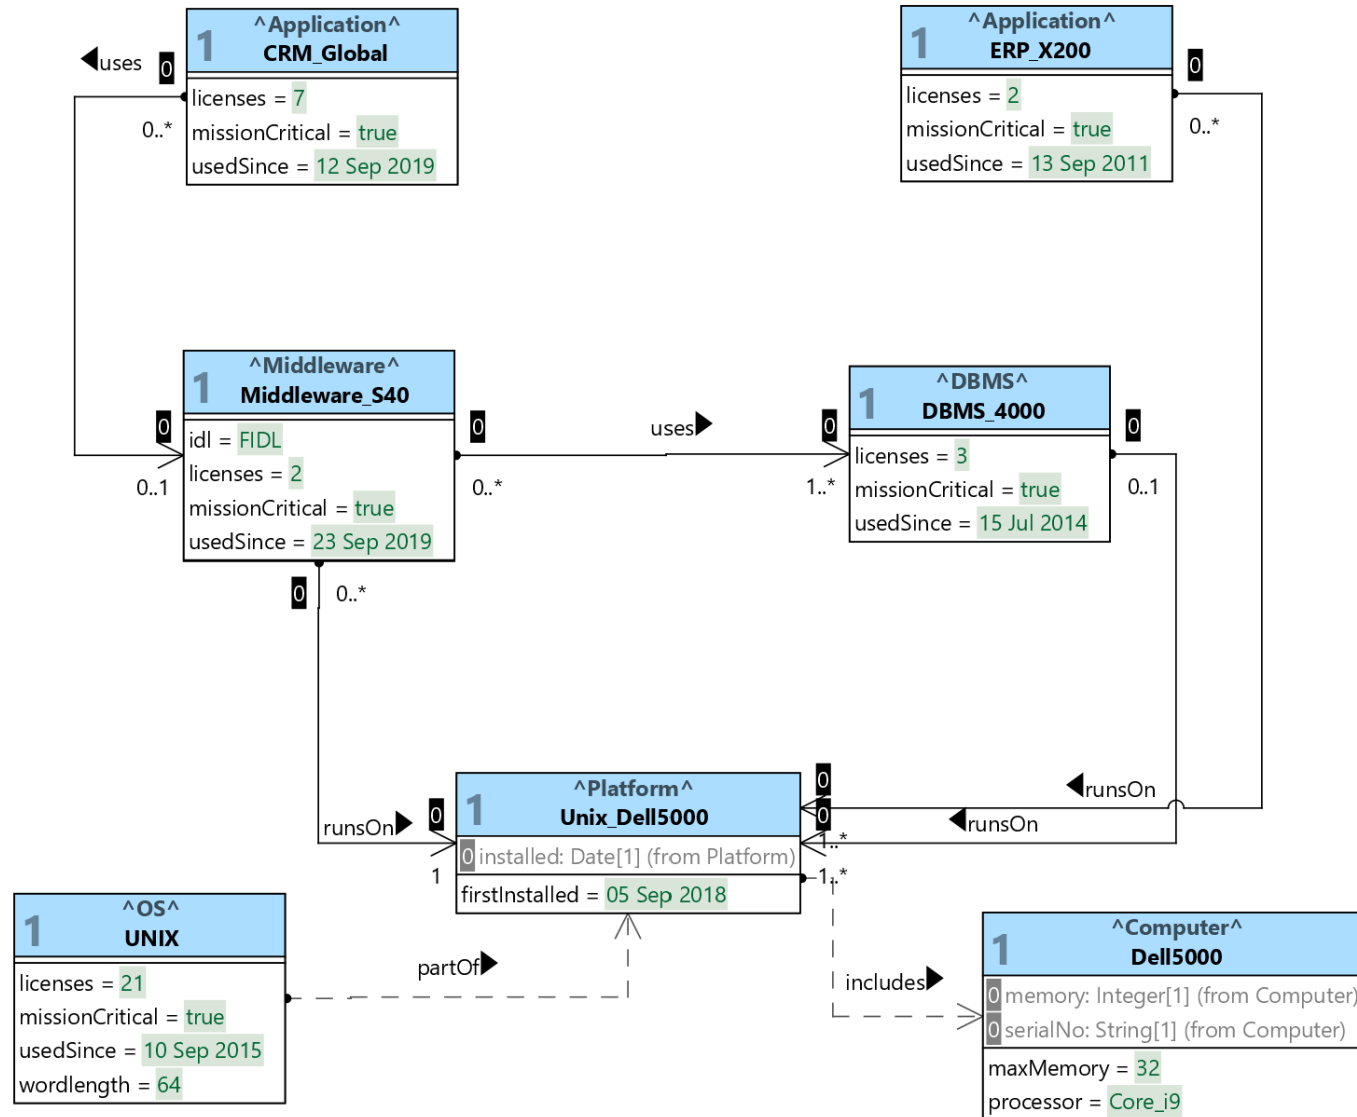 ^Application^
1
CRM_Global
licenses = 7
missionCritical = true
usedSince = 12 Sep 2019
◀uses
0
0..*
^Application^
1
ERP_X200
licenses = 2
missionCritical = true
usedSince = 13 Sep 2011
0
0..*
^Middleware^
1
Middleware_S40
idl = FIDL
licenses = 2
missionCritical = true
usedSince = 23 Sep 2019
0
0..1
0
0..*
uses▶
0
1..*
^DBMS^
1
DBMS_4000
licenses = 3
missionCritical = true
usedSince = 15 Jul 2014
0
0..1
0
0..*
runsOn▶
0
1
^Platform^
1
Unix_Dell5000
0 installed: Date[1] (from Platform)
firstInstalled = 05 Sep 2018
0
0
1..*
1..*
◀runsOn
◀runsOn
^OS^
1
UNIX
licenses = 21
missionCritical = true
usedSince = 10 Sep 2015
wordlength = 64
partOf▶
includes▶
^Computer^
1
Dell5000
0 memory: Integer[1] (from Computer)
0 serialNo: String[1] (from Computer)
maxMemory = 32
processor = Core_i9